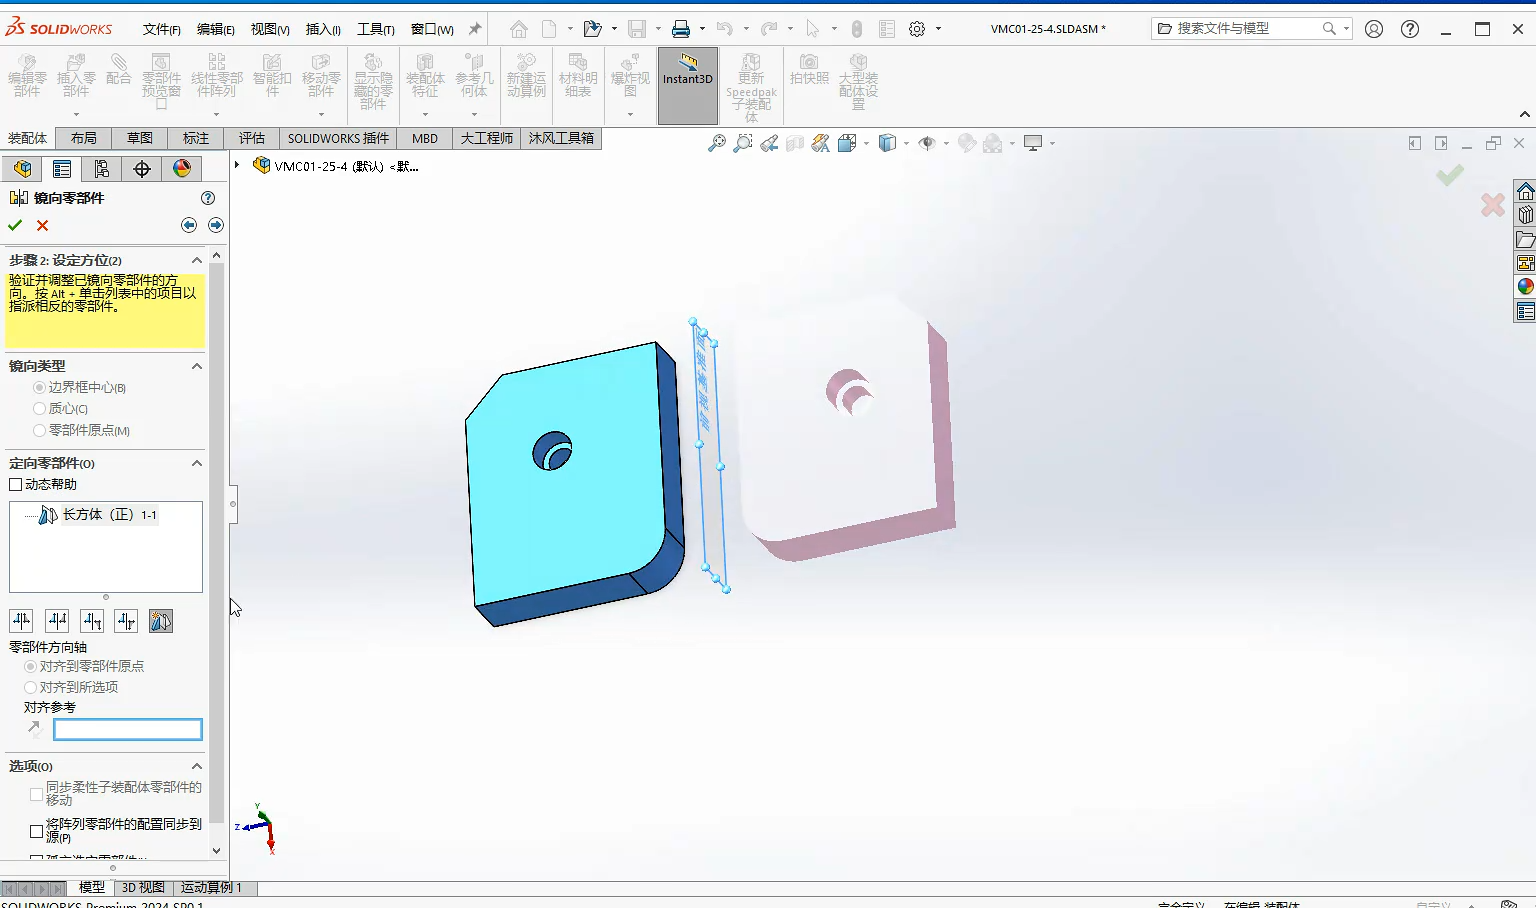 SOLIDWORKS
文件(F) 编辑(E) 视图(V) 插入(I) 工具(T) 窗口(W)
VMC01-25-4.SLDASM *
搜索文件与模型
编辑零部件
插入零部件
配合
零部件预览窗口
线性零部件阵列
智能扣件
移动零部件
显示隐藏的零部件
装配体特征
参考几何体
新建运动算例
材料明细表
爆炸视图
Instant3D
更新Speedpak子装配体
拍快照
大型装配体设置
装配体 布局 草图 标注 评估 SOLIDWORKS 插件 MBD 大工程师 沐风工具箱
VMC01-25-4 (默认) <默...
镜向零部件
步骤 2: 设定方位(2)
验证并调整已镜向零部件的方
向。按 Alt + 单击列表中的项目以
指派相反的零部件。
镜向类型
边界框中心(B)
质心(C)
零部件原点(M)
定向零部件(O)
动态帮助
长方体（正）1-1
零部件方向轴
对齐到零部件原点
对齐到所选项
对齐参考
选项(O)
同步柔性子装配体零部件的
移动
将阵列零部件的配置同步到
源(P)
Y
Z
X
模型 3D 视图 运动算例 1
SOLIDWORKS Premium 2024 SP0.1
完全定义 在编辑 装配体
自定义